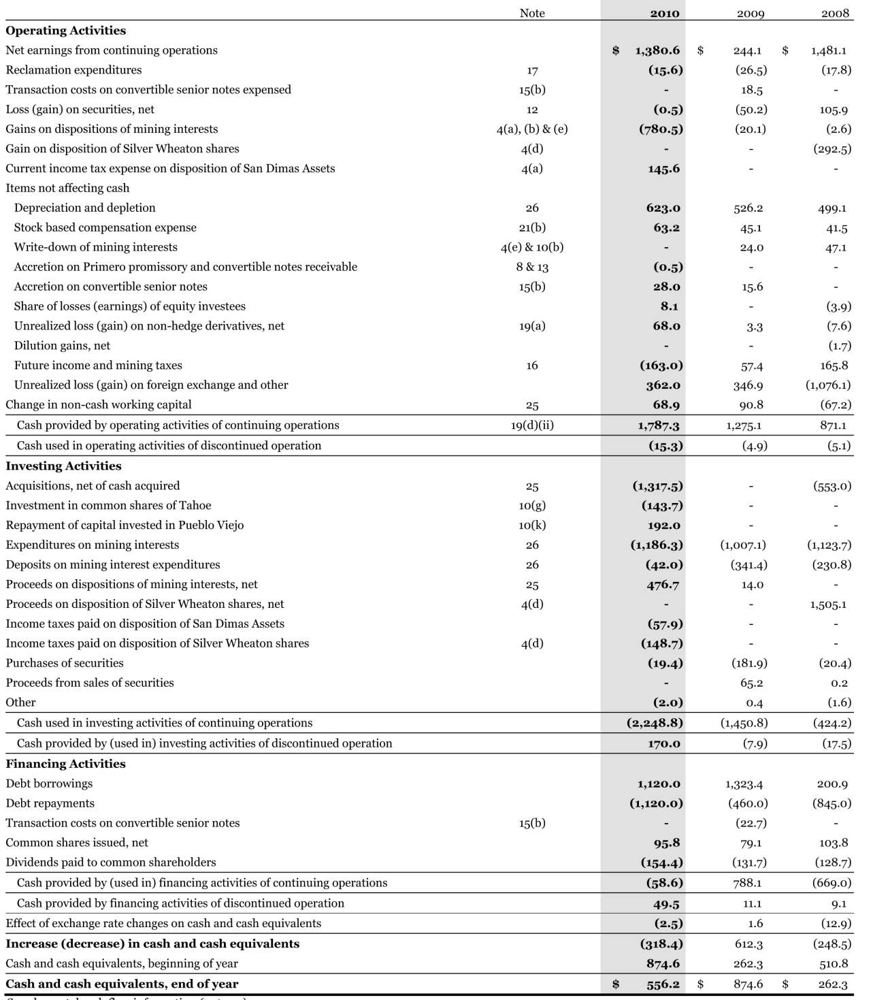 Note 2010 2009 2008
Operating Activities
Net earnings from continuing operations $ 1,380.6 $ 244.1 $ 1,481.1
Reclamation expenditures 17 (15.6) (26.5) (17.8)
Transaction costs on convertible senior notes expensed 15(b) - 18.5 -
Loss (gain) on securities, net 12 (0.5) (50.2) 105.9
Gains on dispositions of mining interests 4(a), (b) & (e) (780.5) (20.1) (2.6)
Gain on disposition of Silver Wheaton shares 4(d) - - (292.5)
Current income tax expense on disposition of San Dimas Assets 4(a) 145.6 - -
Items not affecting cash
Depreciation and depletion 26 623.0 526.2 499.1
Stock based compensation expense 21(b) 63.2 45.1 41.5
Write-down of mining interests 4(e) & 10(b) - 24.0 47.1
Accretion on Primero promissory and convertible notes receivable 8 & 13 (0.5) - -
Accretion on convertible senior notes 15(b) 28.0 15.6 -
Share of losses (earnings) of equity investees 8.1 - (3.9)
Unrealized loss (gain) on non-hedge derivatives, net 19(a) 68.0 3.3 (7.6)
Dilution gains, net - - (1.7)
Future income and mining taxes 16 (163.0) 57.4 165.8
Unrealized loss (gain) on foreign exchange and other 362.0 346.9 (1,076.1)
Change in non-cash working capital 25 68.9 90.8 (67.2)
Cash provided by operating activities of continuing operations 19(d)(ii) 1,787.3 1,275.1 871.1
Cash used in operating activities of discontinued operation (15.3) (4.9) (5.1)
Investing Activities
Acquisitions, net of cash acquired 25 (1,317.5) - (553.0)
Investment in common shares of Tahoe 10(g) (143.7) - -
Repayment of capital invested in Pueblo Viejo 10(k) 192.0 - -
Expenditures on mining interests 26 (1,186.3) (1,007.1) (1,123.7)
Deposits on mining interest expenditures 26 (42.0) (341.4) (230.8)
Proceeds on dispositions of mining interests, net 25 476.7 14.0 -
Proceeds on disposition of Silver Wheaton shares, net 4(d) - - 1,505.1
Income taxes paid on disposition of San Dimas Assets (57.9) - -
Income taxes paid on disposition of Silver Wheaton shares 4(d) (148.7) - -
Purchases of securities (19.4) (181.9) (20.4)
Proceeds from sales of securities - 65.2 0.2
Other (2.0) 0.4 (1.6)
Cash used in investing activities of continuing operations (2,248.8) (1,450.8) (424.2)
Cash provided by (used in) investing activities of discontinued operation 170.0 (7.9) (17.5)
Financing Activities
Debt borrowings 1,120.0 1,323.4 200.9
Debt repayments (1,120.0) (460.0) (845.0)
Transaction costs on convertible senior notes 15(b) - (22.7) -
Common shares issued, net 95.8 79.1 103.8
Dividends paid to common shareholders (154.4) (131.7) (128.7)
Cash provided by (used in) financing activities of continuing operations (58.6) 788.1 (669.0)
Cash provided by financing activities of discontinued operation 49.5 11.1 9.1
Effect of exchange rate changes on cash and cash equivalents (2.5) 1.6 (12.9)
Increase (decrease) in cash and cash equivalents (318.4) 612.3 (248.5)
Cash and cash equivalents, beginning of year 874.6 262.3 510.8
Cash and cash equivalents, end of year $ 556.2 $ 874.6 $ 262.3